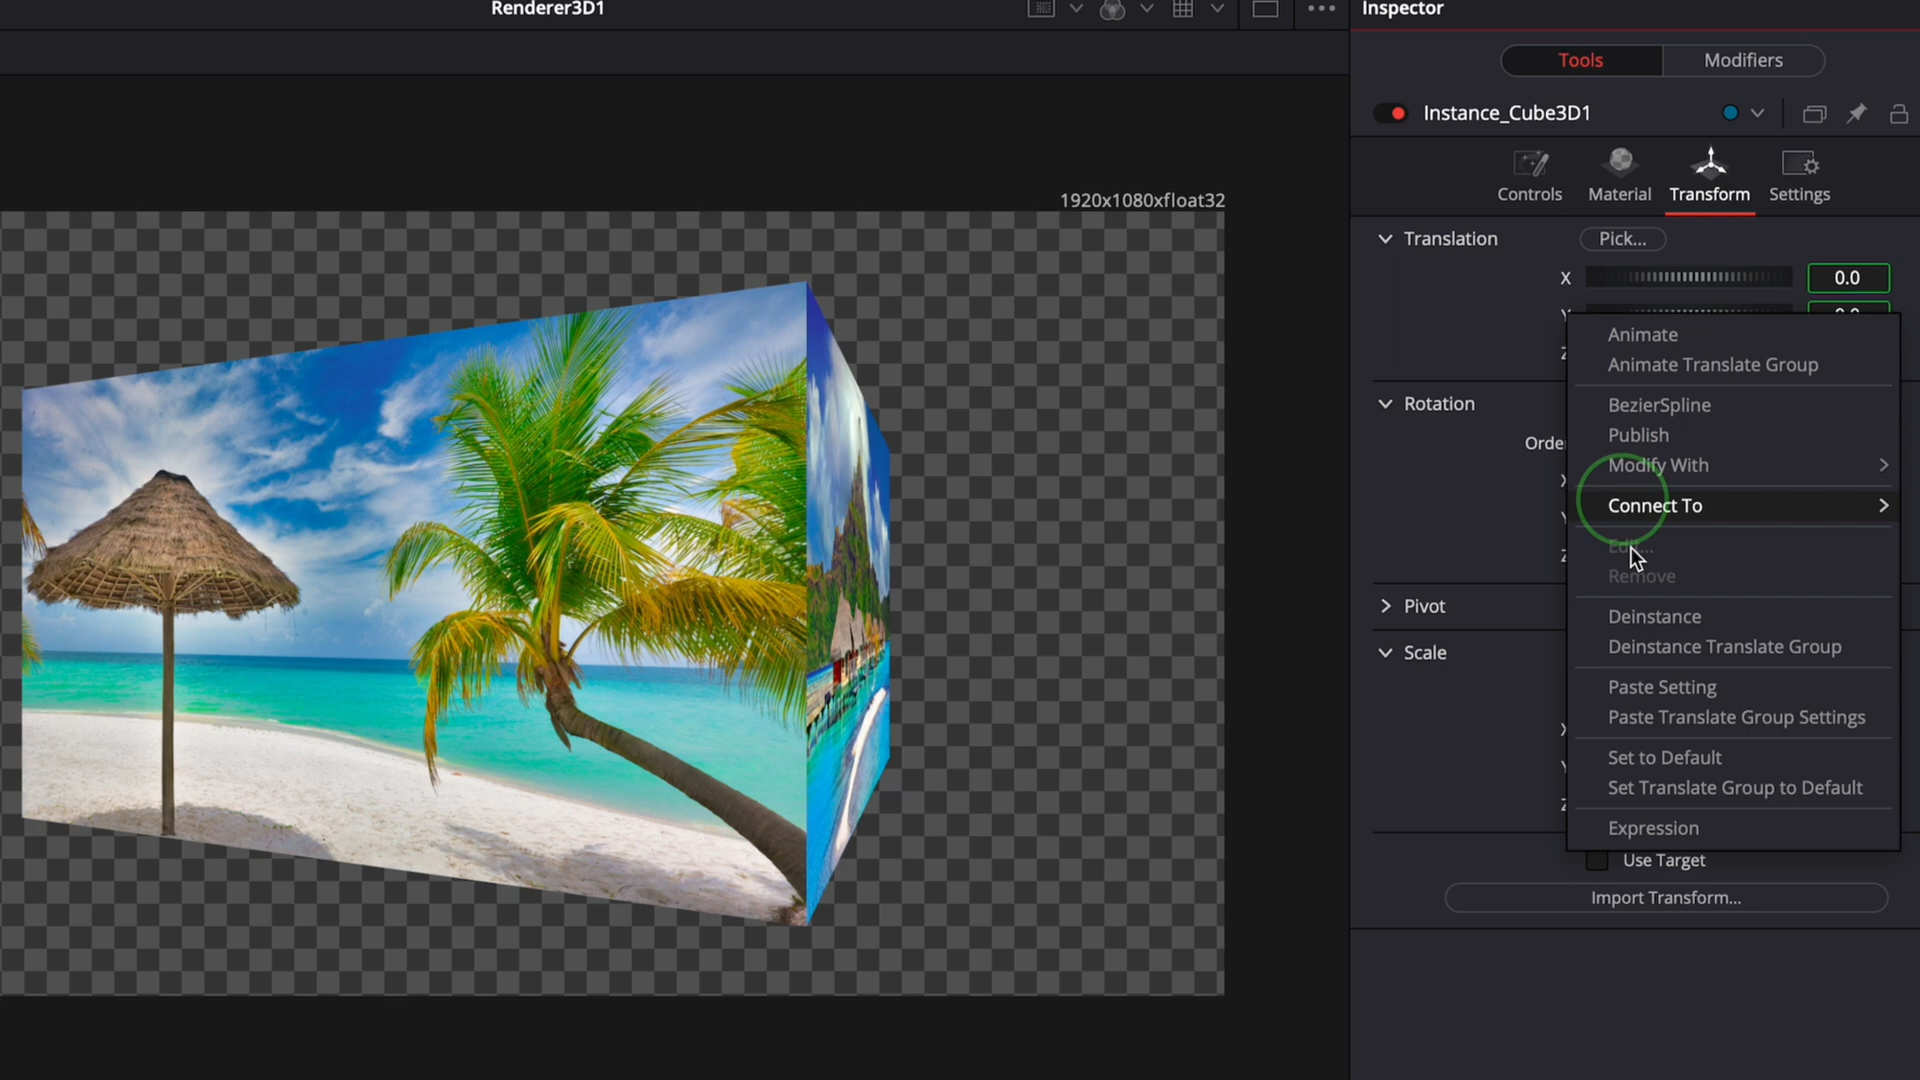 Renderer3D1
Inspector
Tools
Modifiers
Instance_Cube3D1
Controls
Material
Transform
Settings
1920x1080xfloat32
Translation
Pick...
X
0.0
Animate
Animate Translate Group
Rotation
BezierSpline
Publish
Orde
Modify With
Connect To
Edit...
Remove
Pivot
Deinstance
Deinstance Translate Group
Scale
Paste Setting
Paste Translate Group Settings
Set to Default
Set Translate Group to Default
Expression
Use Target
Import Transform...